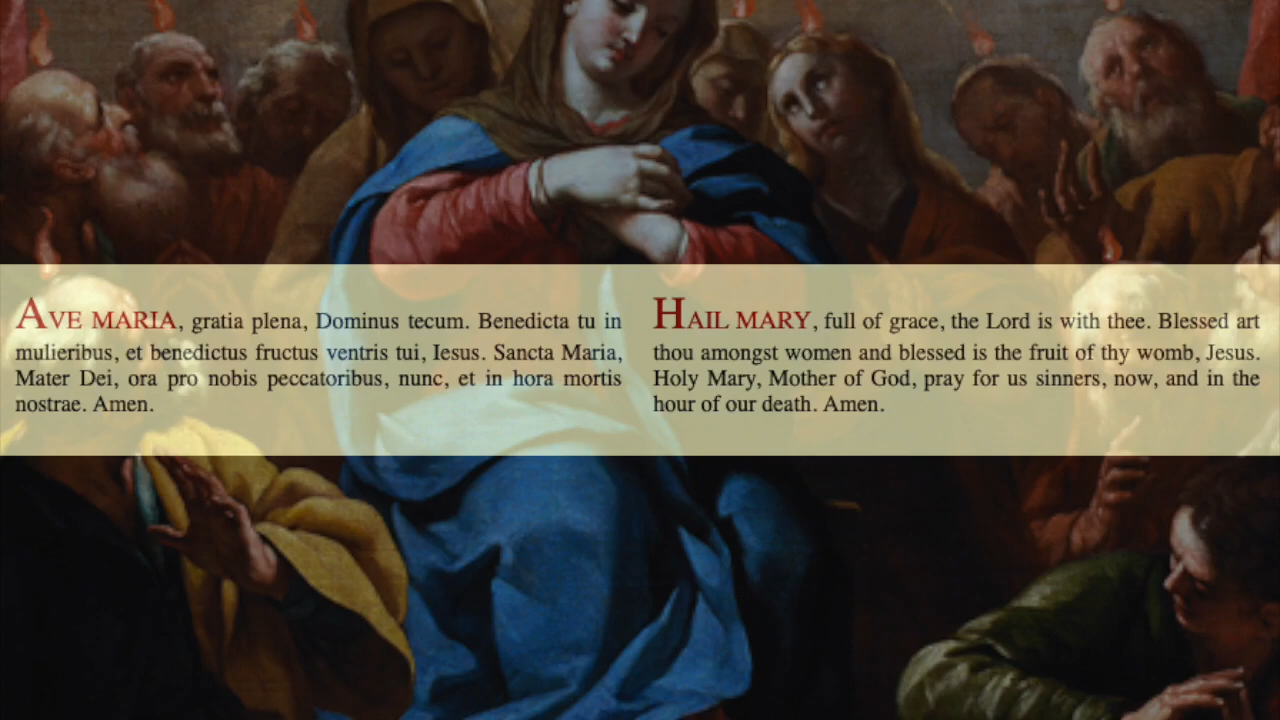 AVE MARIA, gratia plena, Dominus tecum. Benedicta tu in
mulieribus, et benedictus fructus ventris tui, Iesus. Sancta Maria,
Mater Dei, ora pro nobis peccatoribus, nunc, et in hora mortis
nostrae. Amen.
HAIL MARY, full of grace, the Lord is with thee. Blessed art
thou amongst women and blessed is the fruit of thy womb, Jesus.
Holy Mary, Mother of God, pray for us sinners, now, and in the
hour of our death. Amen.